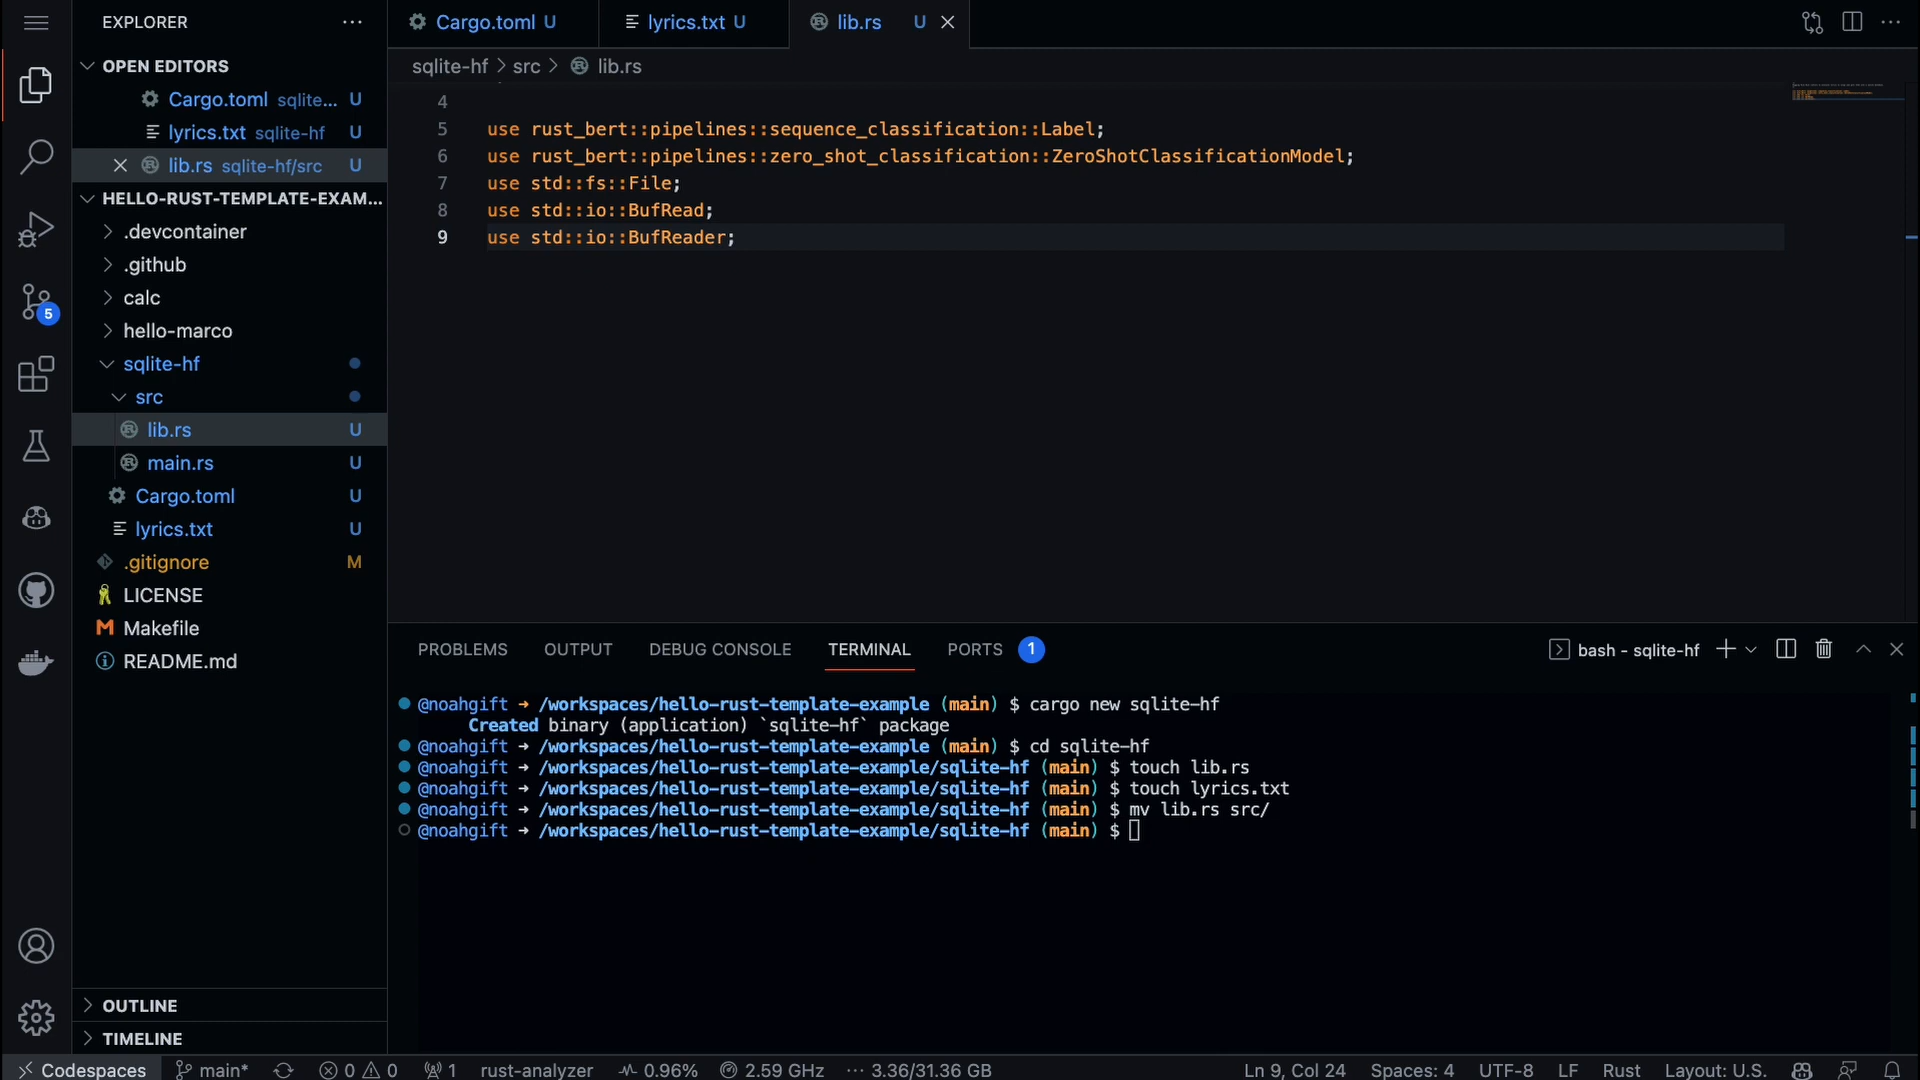 EXPLORER
Cargo.toml U
lyrics.txt U
lib.rs U
OPEN EDITORS
Cargo.toml sqlite... U
lyrics.txt sqlite-hf U
lib.rs sqlite-hf/src U
HELLO-RUST-TEMPLATE-EXAM...
.devcontainer
.github
calc
hello-marco
sqlite-hf
src
lib.rs U
main.rs U
Cargo.toml U
lyrics.txt U
.gitignore M
LICENSE
Makefile
README.md
OUTLINE
TIMELINE
5
sqlite-hf > src > lib.rs
4
5 use rust_bert::pipelines::sequence_classification::Label;
6 use rust_bert::pipelines::zero_shot_classification::ZeroShotClassificationModel;
7 use std::fs::File;
8 use std::io::BufRead;
9 use std::io::BufReader;
PROBLEMS OUTPUT DEBUG CONSOLE TERMINAL PORTS 1
bash - sqlite-hf
@noahgift → /workspaces/hello-rust-template-example (main) $ cargo new sqlite-hf
Created binary (application) `sqlite-hf` package
@noahgift → /workspaces/hello-rust-template-example (main) $ cd sqlite-hf
@noahgift → /workspaces/hello-rust-template-example/sqlite-hf (main) $ touch lib.rs
@noahgift → /workspaces/hello-rust-template-example/sqlite-hf (main) $ touch lyrics.txt
@noahgift → /workspaces/hello-rust-template-example/sqlite-hf (main) $ mv lib.rs src/
@noahgift → /workspaces/hello-rust-template-example/sqlite-hf (main) $
Codespaces main* 0 0 1 rust-analyzer 0.96% 2.59 GHz ··· 3.36/31.36 GB Ln 9, Col 24 Spaces: 4 UTF-8 LF Rust Layout: U.S.